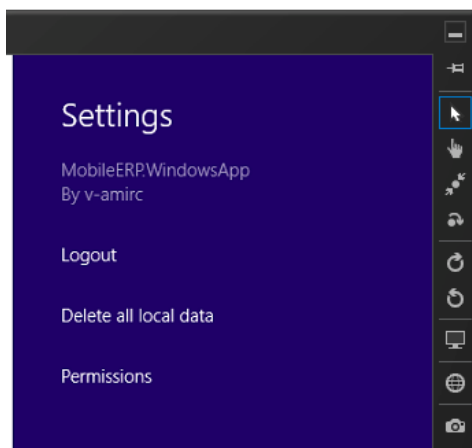 Settings
MobileERP.WindowsApp
By v-amirc
Logout
Delete all local data
Permissions